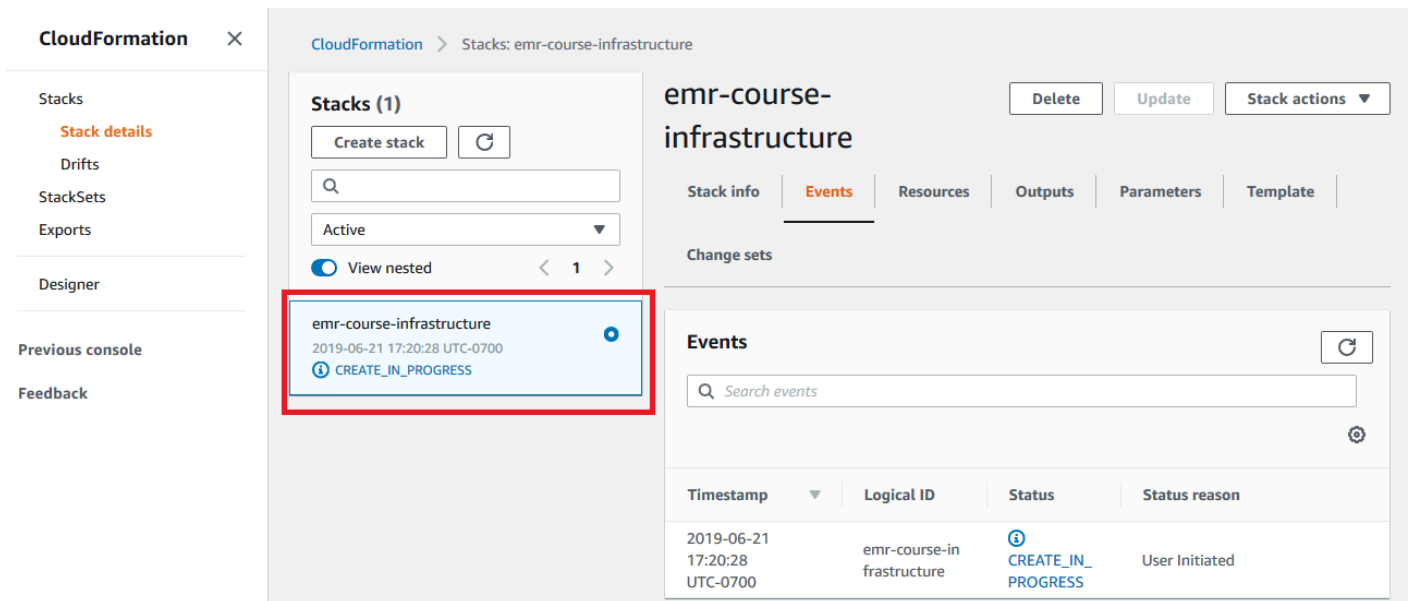 CloudFormation
Stacks
Stack details
Drifts
StackSets
Exports
Designer
Previous console
Feedback
CloudFormation > Stacks: emr-course-infrastructure
Stacks (1)
Create stack
Active
View nested
< 1 >
emr-course-infrastructure
2019-06-21 17:20:28 UTC-0700
CREATE_IN_PROGRESS
emr-course-
infrastructure
Delete Update Stack actions
Stack info Events Resources Outputs Parameters Template
Change sets
Events
Search events
Timestamp Logical ID Status Status reason
2019-06-21
17:20:28
UTC-0700
emr-course-in
frastructure
CREATE_IN_
PROGRESS
User Initiated